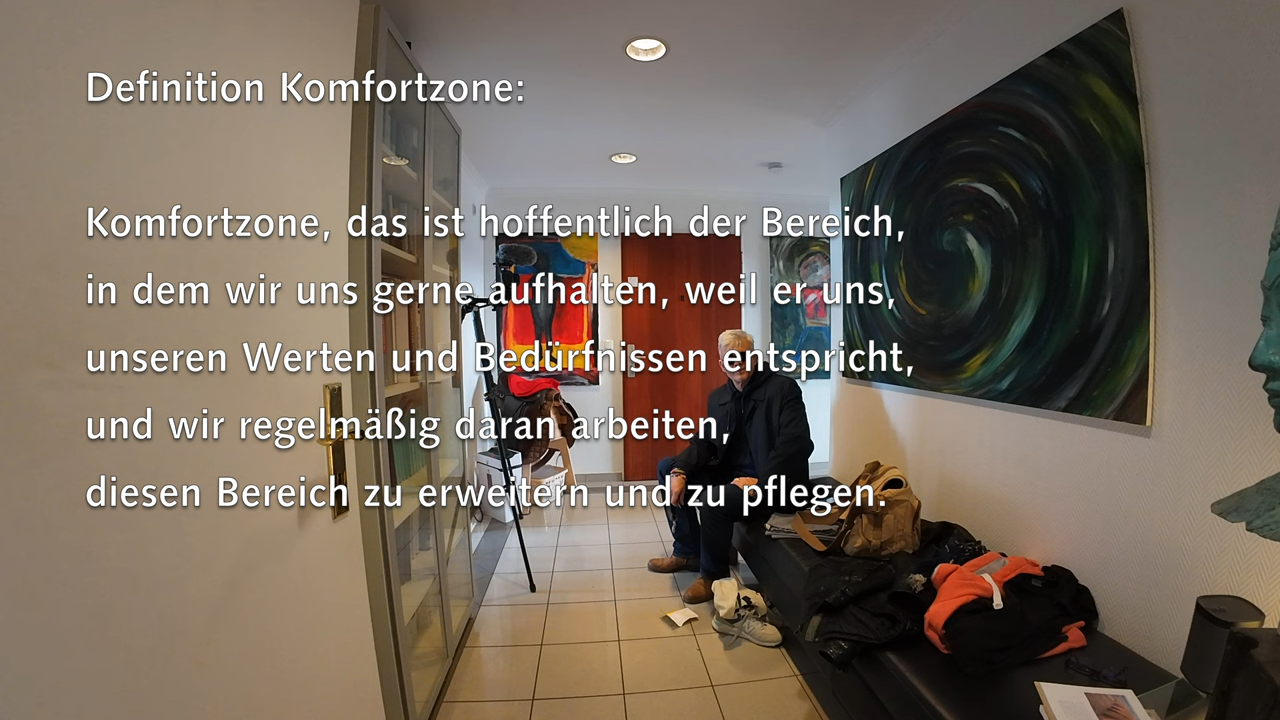 Definition Komfortzone:
Komfortzone, das ist hoffentlich der Bereich,
in dem wir uns gerne aufhalten, weil er uns,
unseren Werten und Bedürfnissen entspricht,
und wir regelmäßig daran arbeiten,
diesen Bereich zu erweitern und zu pflegen.